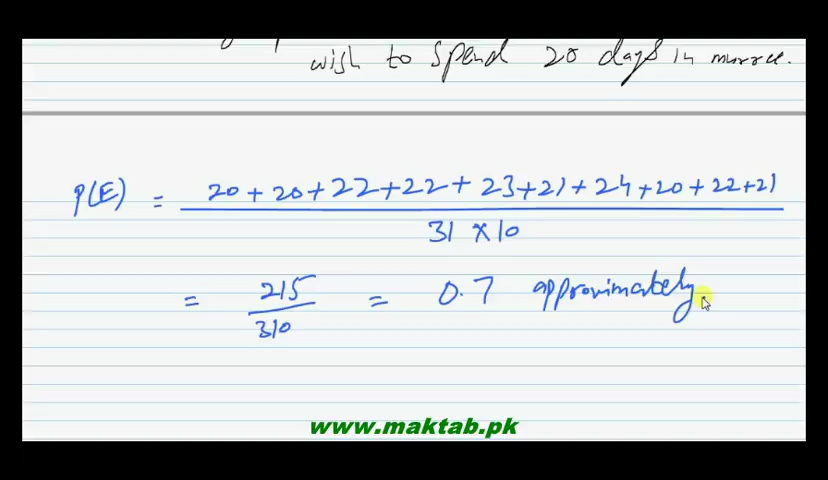 wish to spend 20 days in murree.
P(E) = 20 + 20 + 22 + 22 + 23 + 21 + 24 + 20 + 22 + 21
31 × 10
= 215
310 = 0.7 approximately
www.maktab.pk